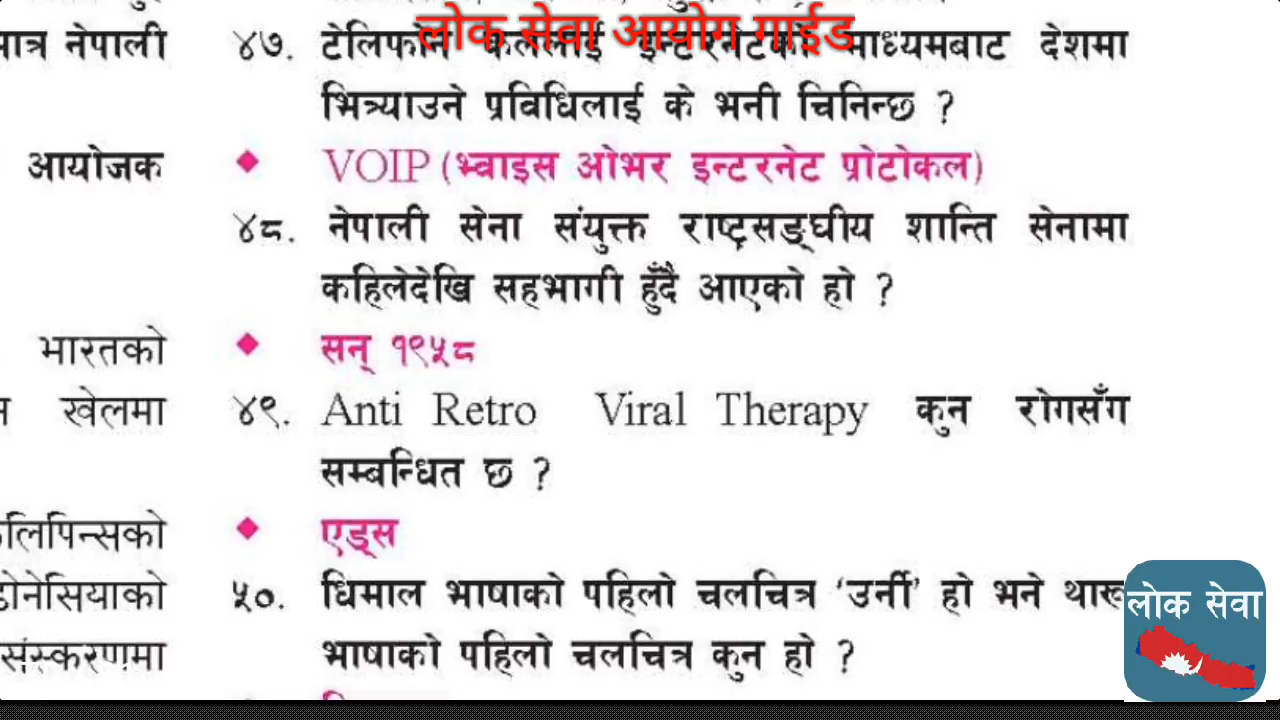 लोक सेवा आयोग गाईड
मात्र नेपाली
आयोजक
भारतको
खेलमा
४७. टेलिफोन कललाई इन्टरनेटको माध्यमबाट देशमा
भित्र्याउने प्रविधिलाई के भनी चिनिन्छ ?
VOIP (भ्वाइस ओभर इन्टरनेट प्रोटोकल)
४८. नेपाली सेना संयुक्त राष्ट्रसङ्घीय शान्ति सेनामा
कहिलेदेखि सहभागी हुँदै आएको हो ?
सन् १९५८
४९. Anti Retro Viral Therapy कुन रोगसँग
सम्बन्धित छ ?
एड्स
५०. धिमाल भाषाको पहिलो चलचित्र ‘उर्नी’ हो भने थारू
भाषाको पहिलो चलचित्र कुन हो ?
संस्करणमा
लोक सेवा